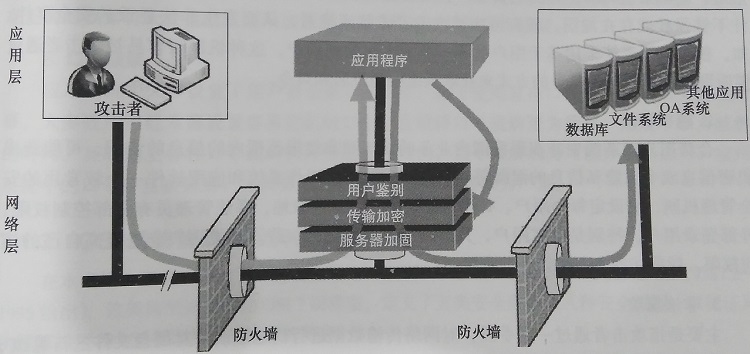 应用层
网络层
攻击者
应用程序
用户鉴别
传输加密
服务器加固
数据库
文件系统
OA系统
其他应用
防火墙
防火墙